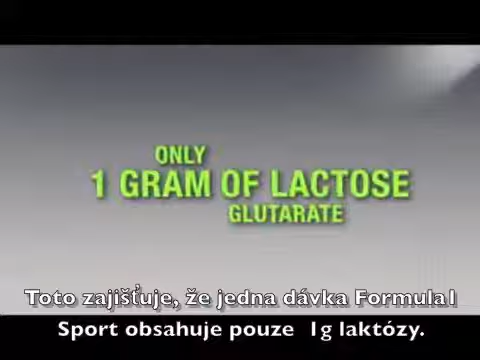 ONLY
1 GRAM OF LACTOSE
GLUTARATE
Toto zajišťuje, že jedna dávka Formula1
Sport obsahuje pouze 1g laktózy.